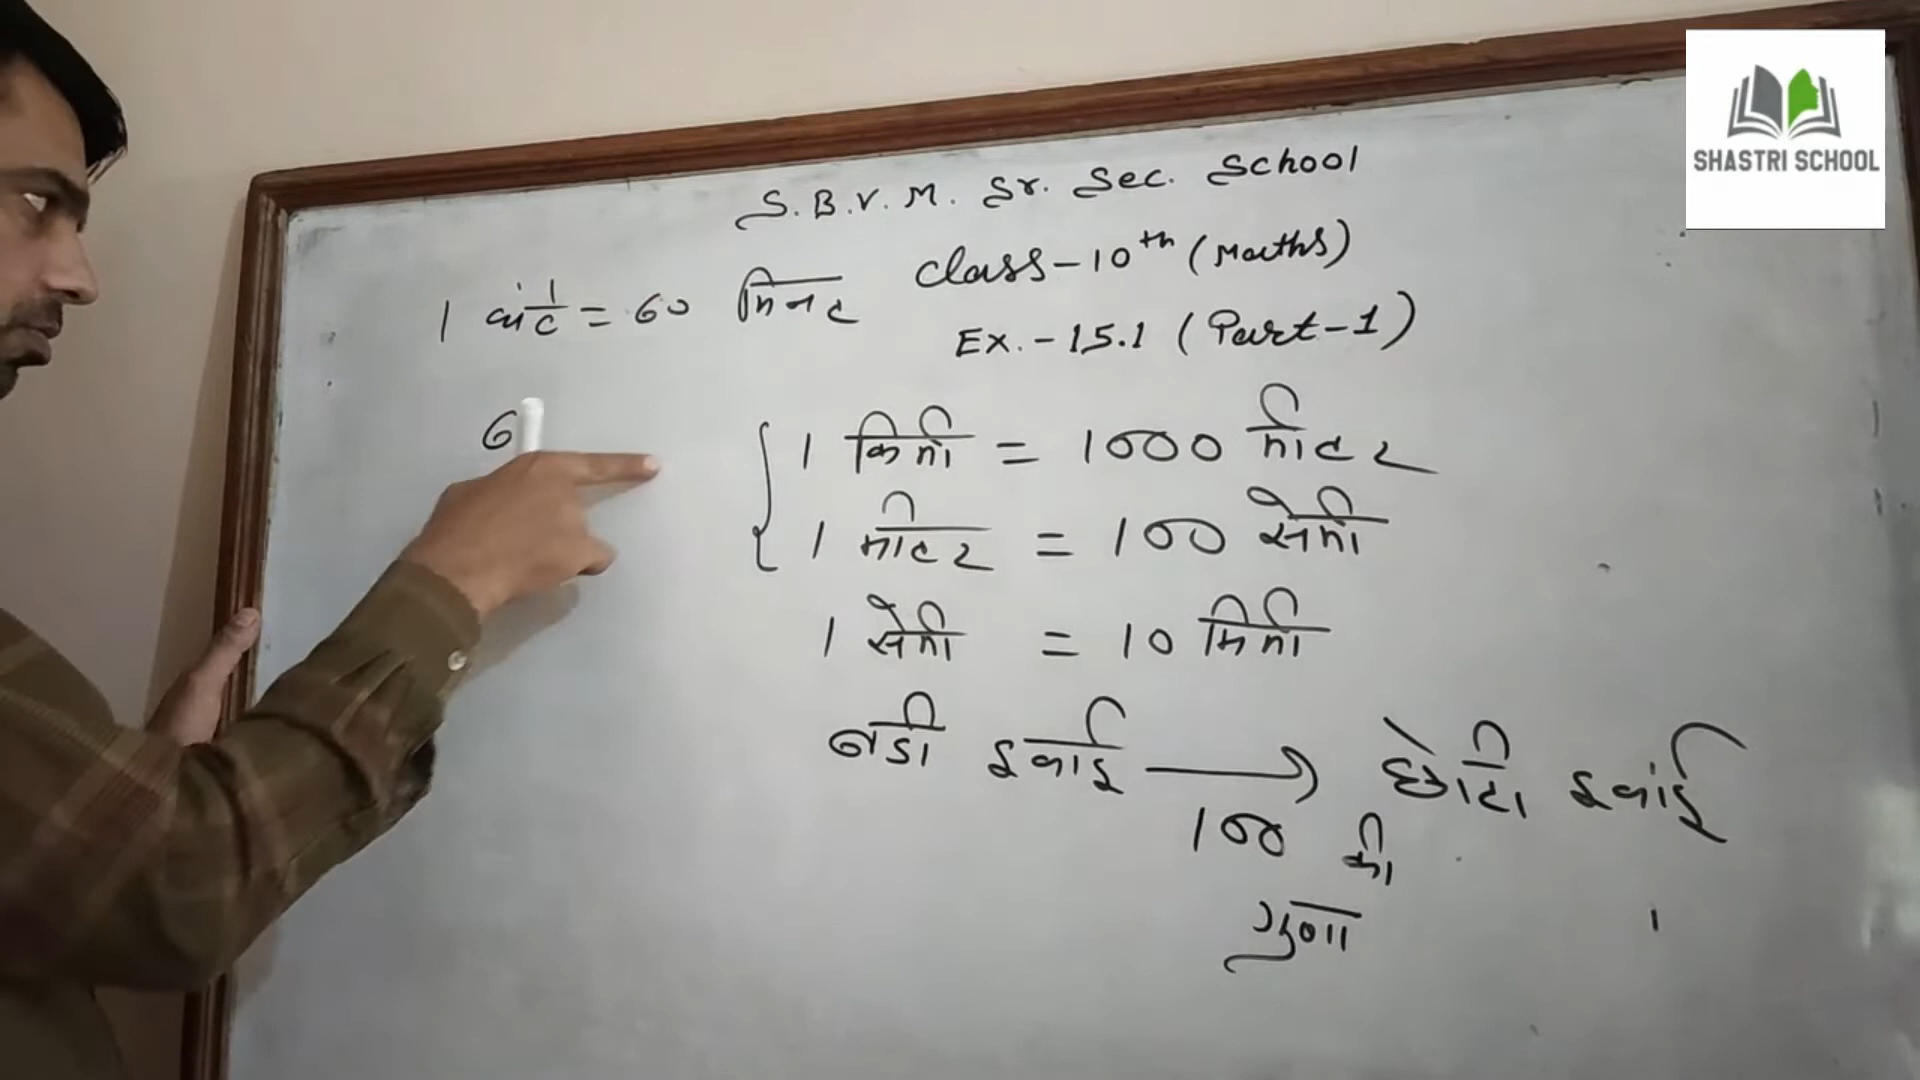 SHASTRI SCHOOL
S. B. V. M. Sr. Sec. School
Class-10th (Maths)
Ex.-15.1 (Part-1)
1 = 60 मिनट
6
1 किमी = 1000 मीटर
1 मीटर = 100 सेमी
1 सेमी = 10 मिमी
बडी इकाई → छोटी इकाई
100 की
गुणा